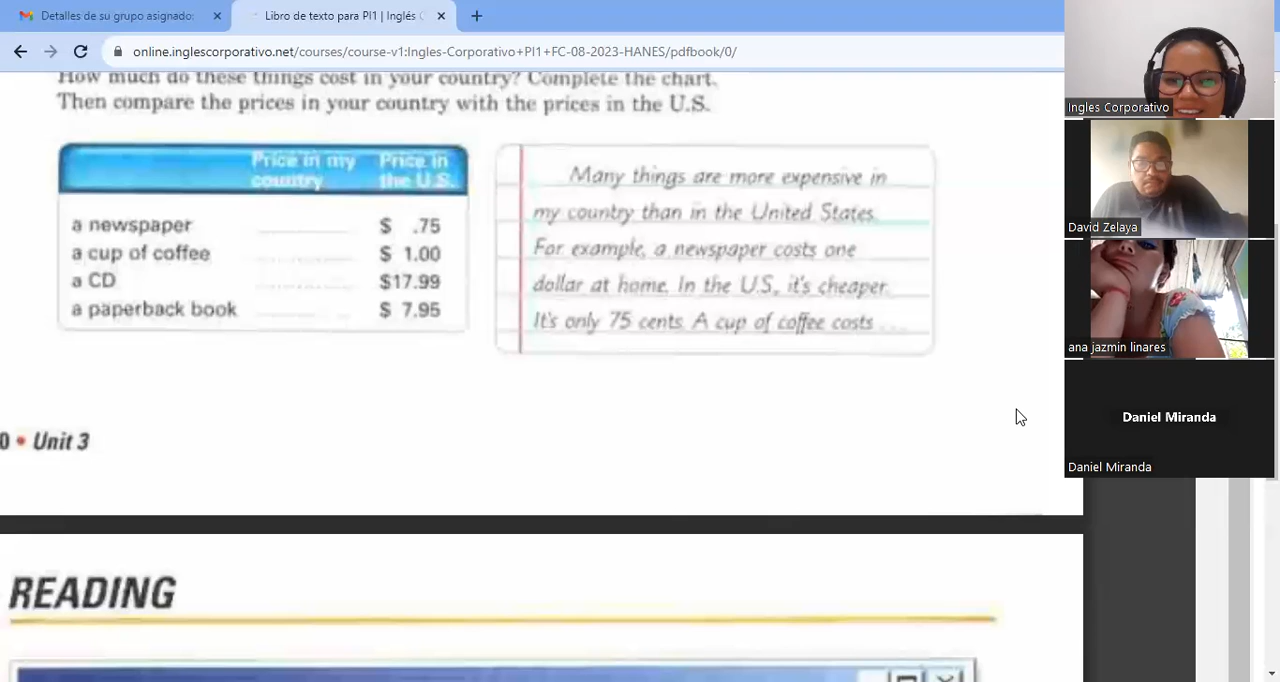 Detalles de su grupo asignado:
Libro de texto para PI1 | Inglés C
online.inglescorporativo.net/courses/course-v1:Ingles-Corporativo+PI1+FC-08-2023-HANES/pdfbook/0/
How much do these things cost in your country? Complete the chart.
Then compare the prices in your country with the prices in the U.S.
Price in my country Price in the U.S.
a newspaper $ .75
a cup of coffee $ 1.00
a CD $17.99
a paperback book $ 7.95
Many things are more expensive in
my country than in the United States.
For example, a newspaper costs one
dollar at home. In the U.S., it's cheaper.
It's only 75 cents. A cup of coffee costs . . .
0 • Unit 3
READING
Ingles Corporativo
David Zelaya
ana jazmin linares
Daniel Miranda
Daniel Miranda